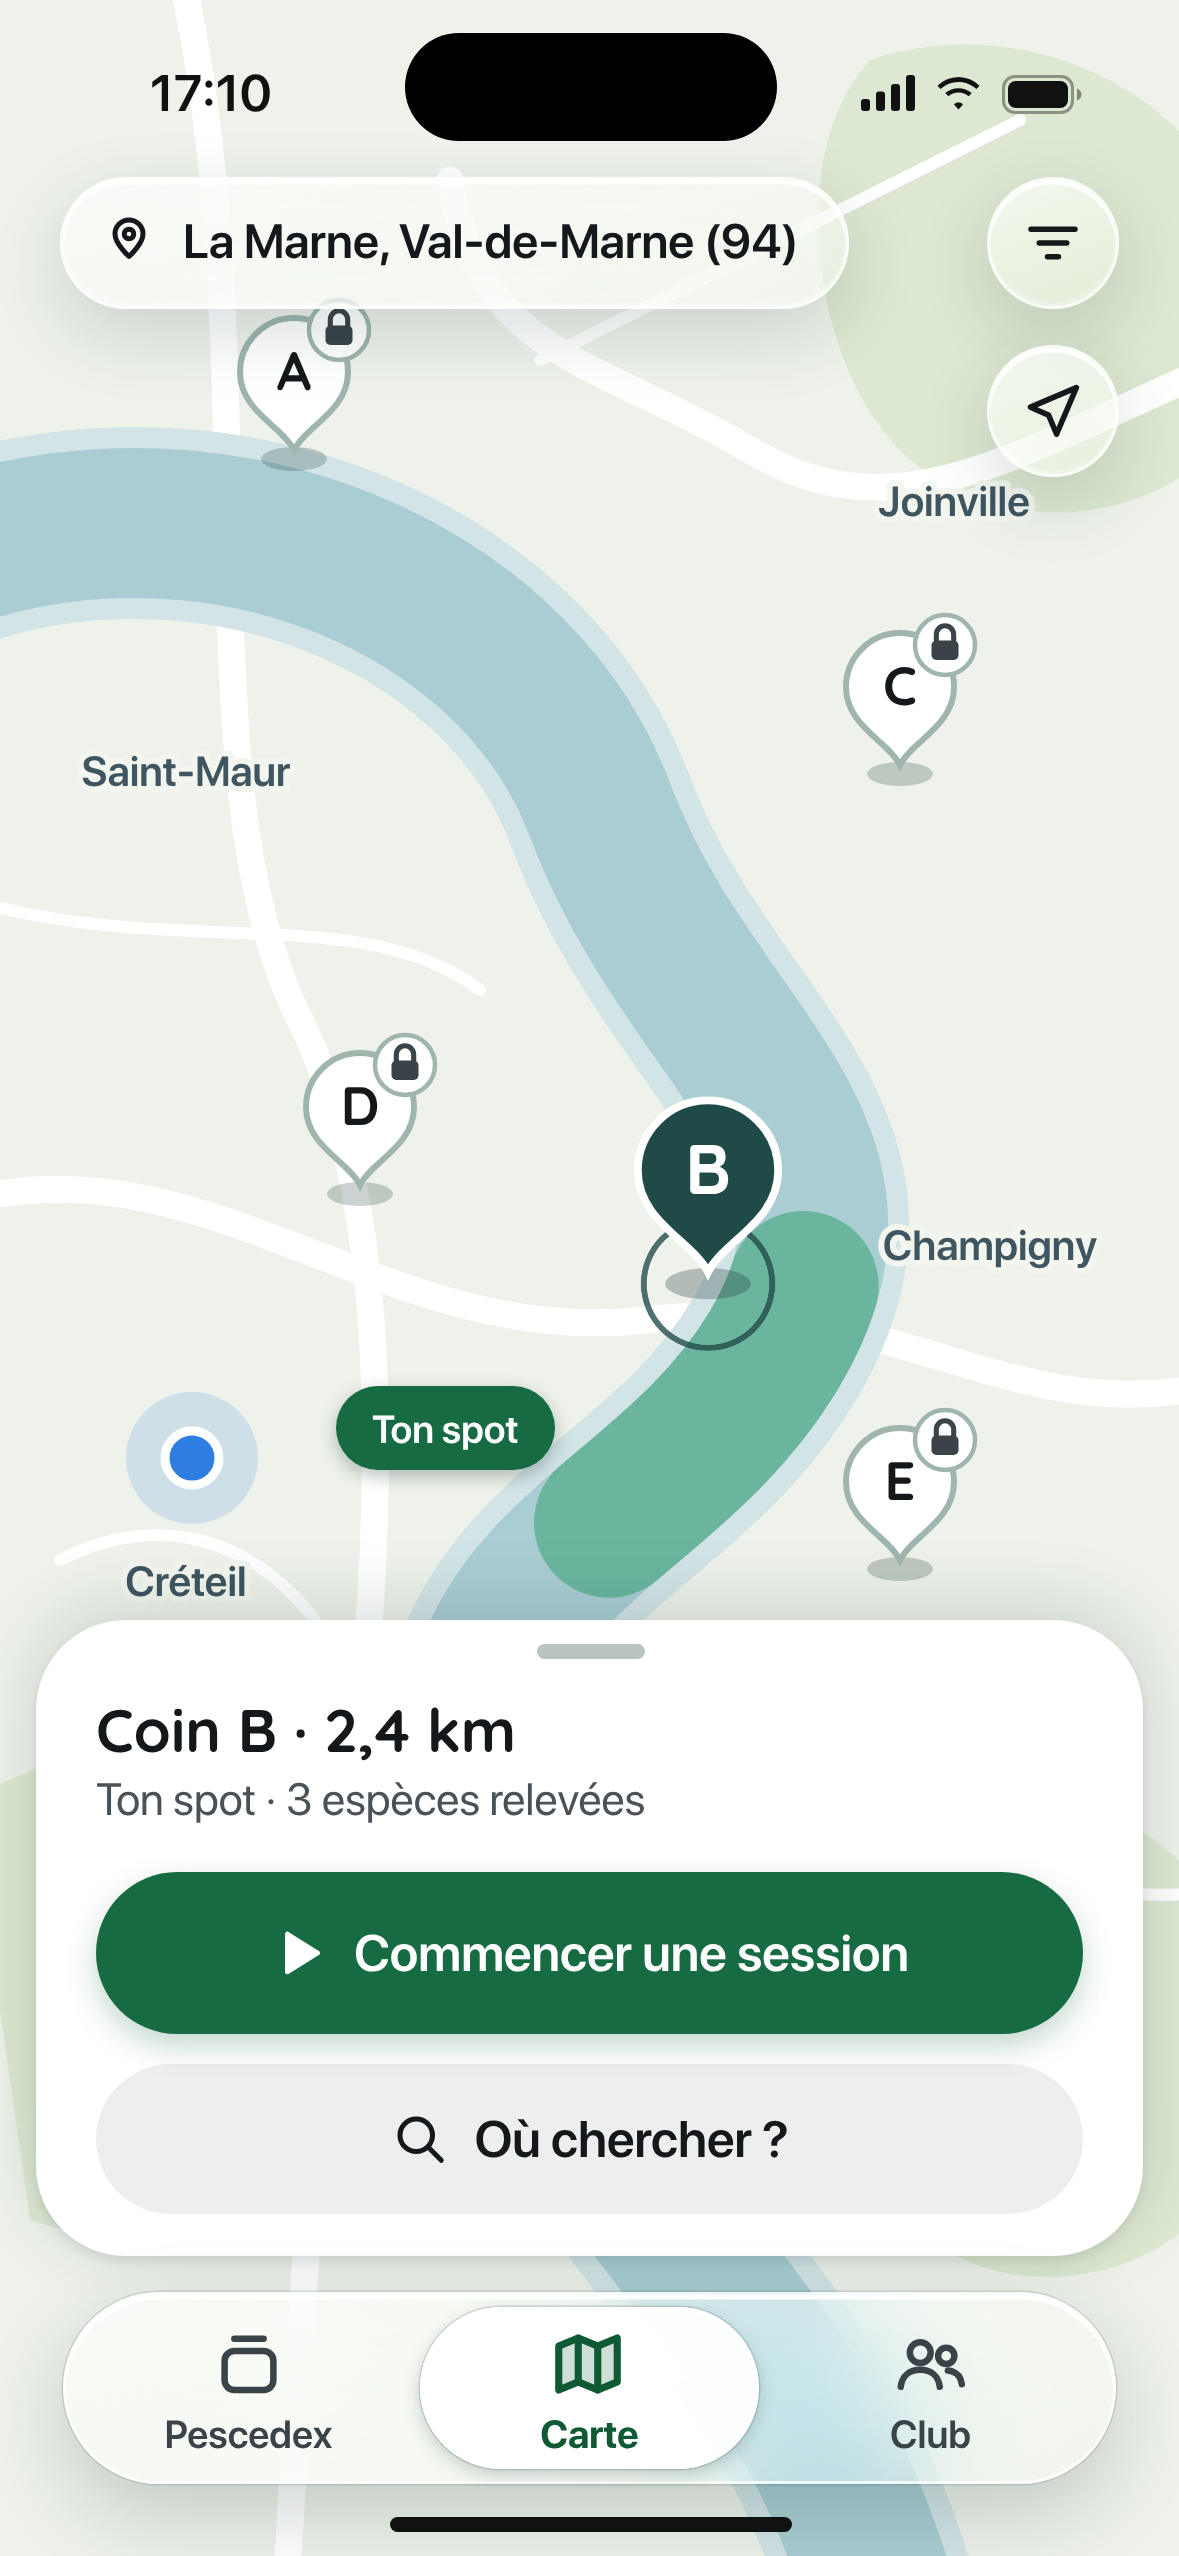 17:10
La Marne, Val-de-Marne (94)
A
Joinville
C
Saint-Maur
D
B
Champigny
Ton spot
E
Créteil
Coin B · 2,4 km
Ton spot · 3 espèces relevées
Commencer une session
Où chercher ?
Pescedex
Carte
Club